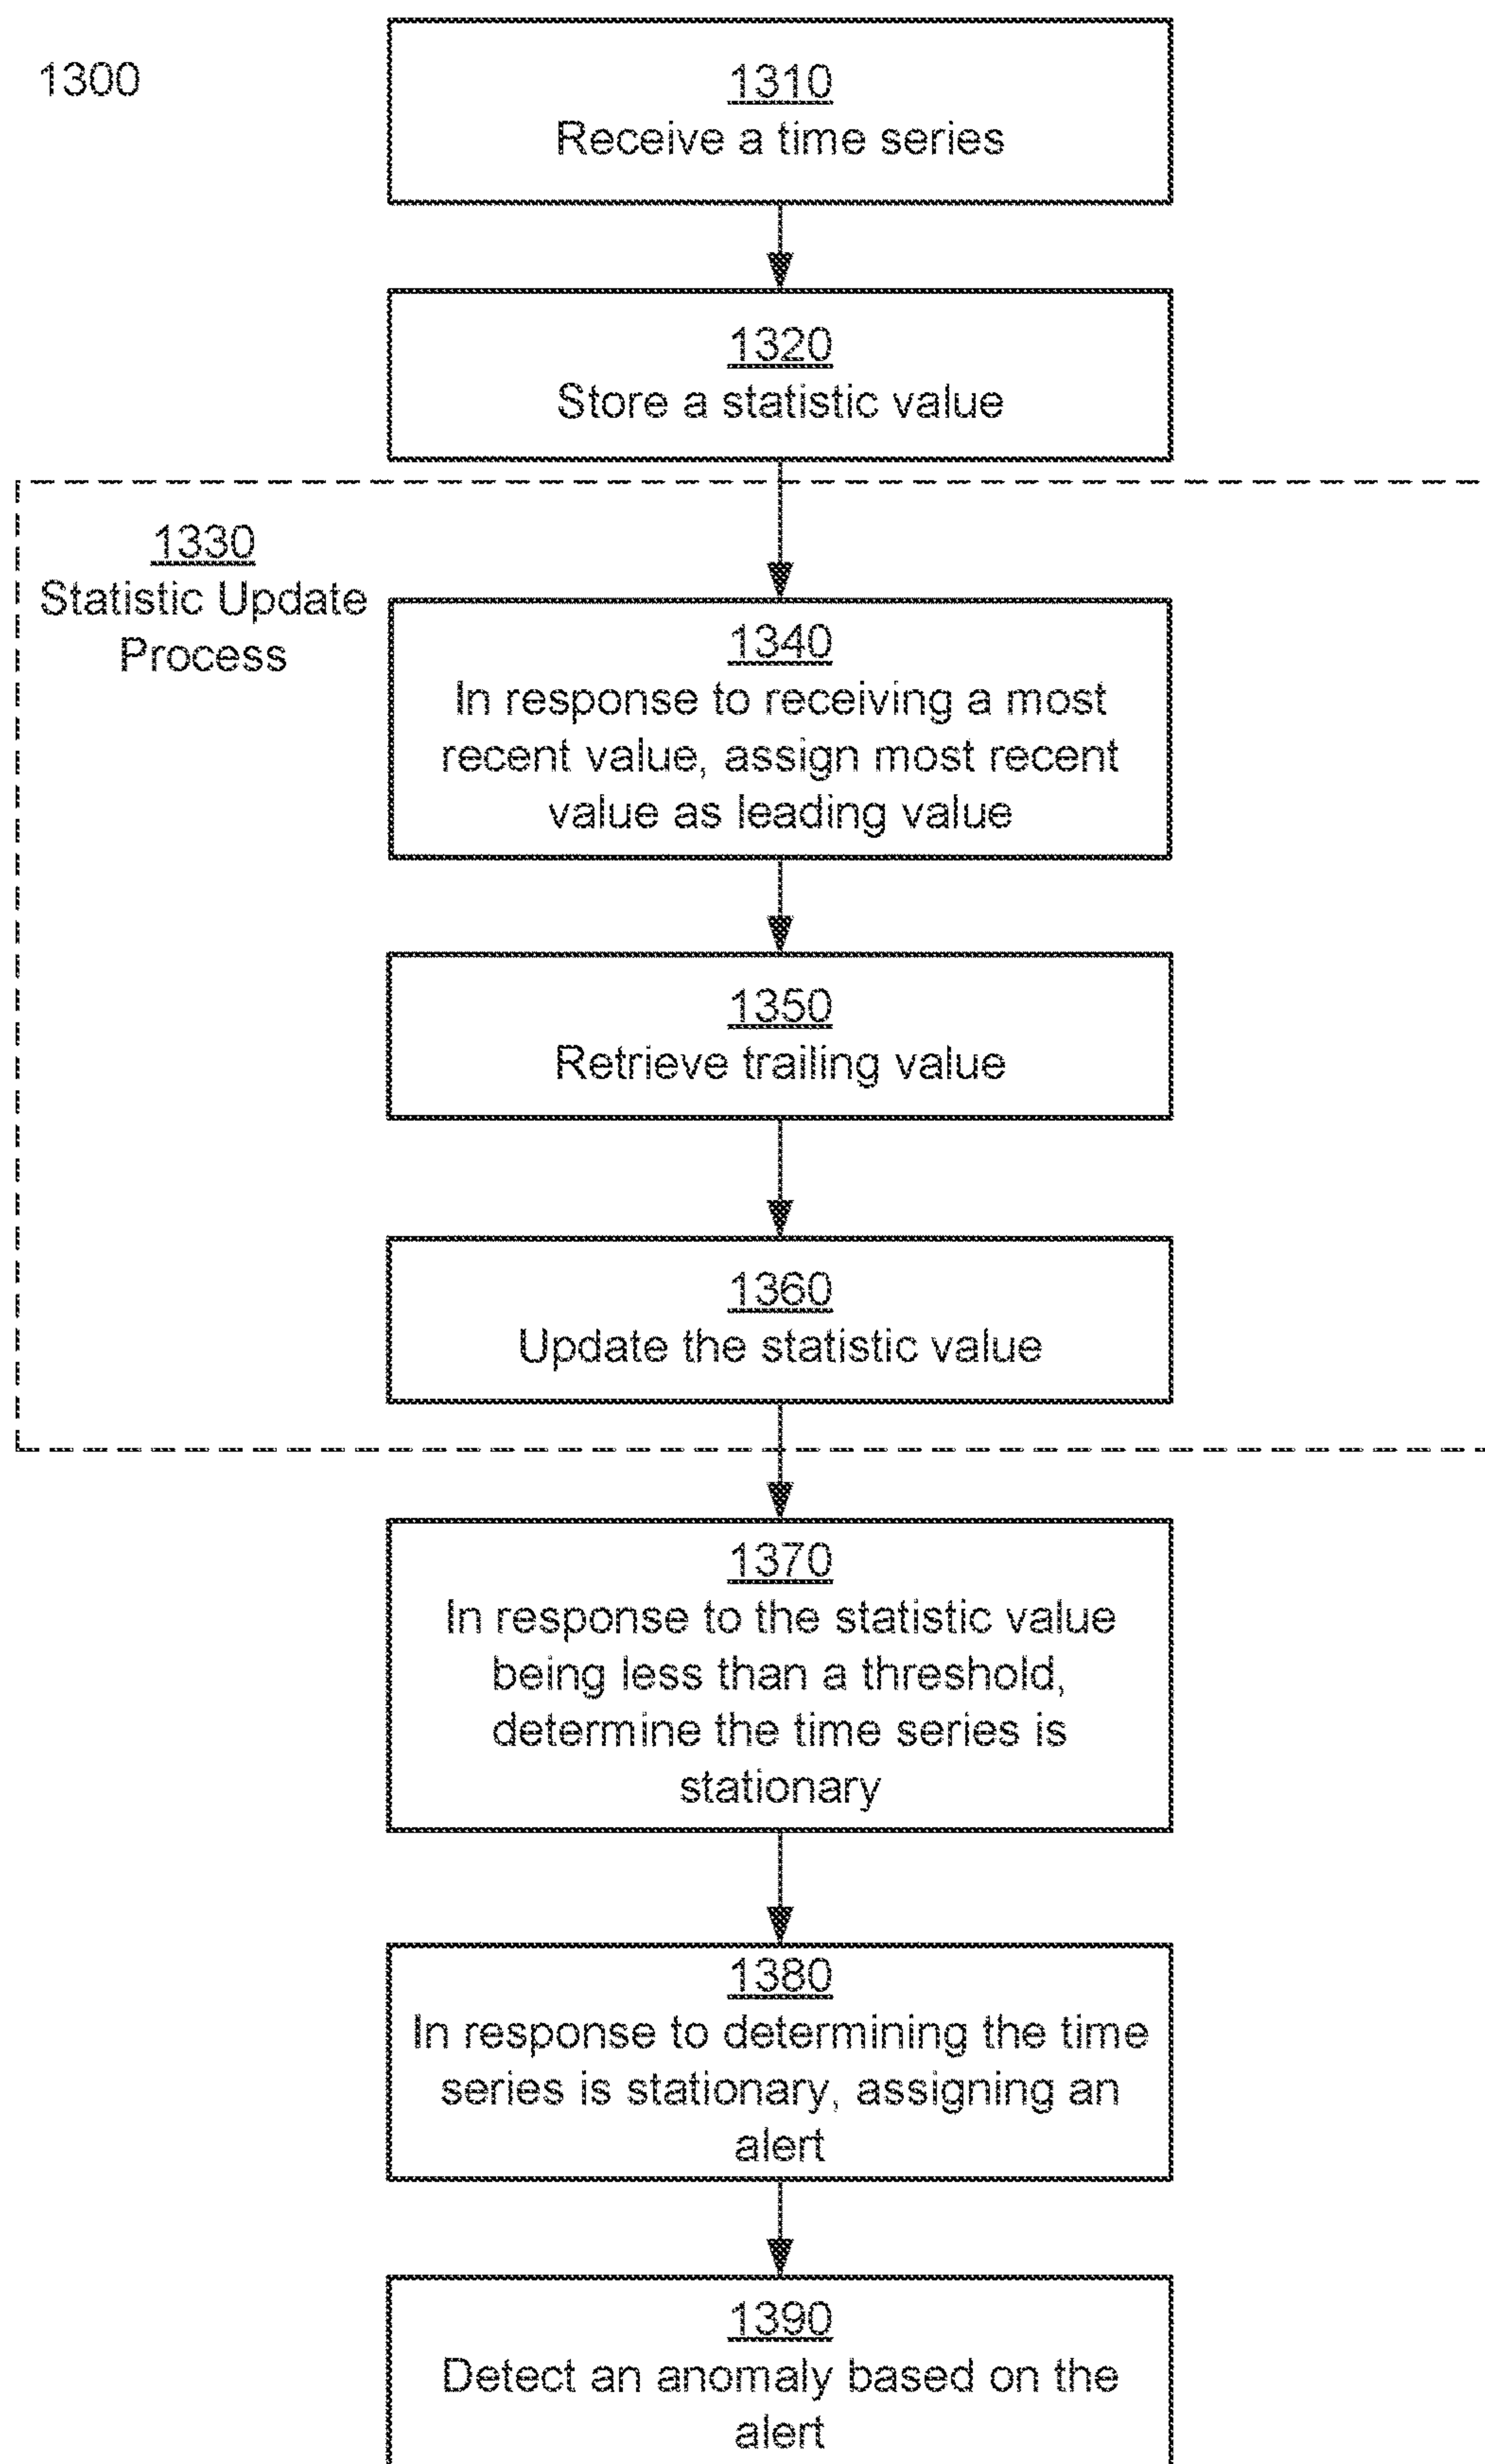 1300
1310
Receive a time series
1320
Store a statistic value
1330
Statistic Update
Process
1340
In response to receiving a most
recent value, assign most recent
value as leading value
1350
Retrieve trailing value
1360
Update the statistic value
1370
In response to the statistic value
being less than a threshold,
determine the time series is
stationary
1380
In response to determining the time
series is stationary, assigning an
alert
1390
Detect an anomaly based on the
alert